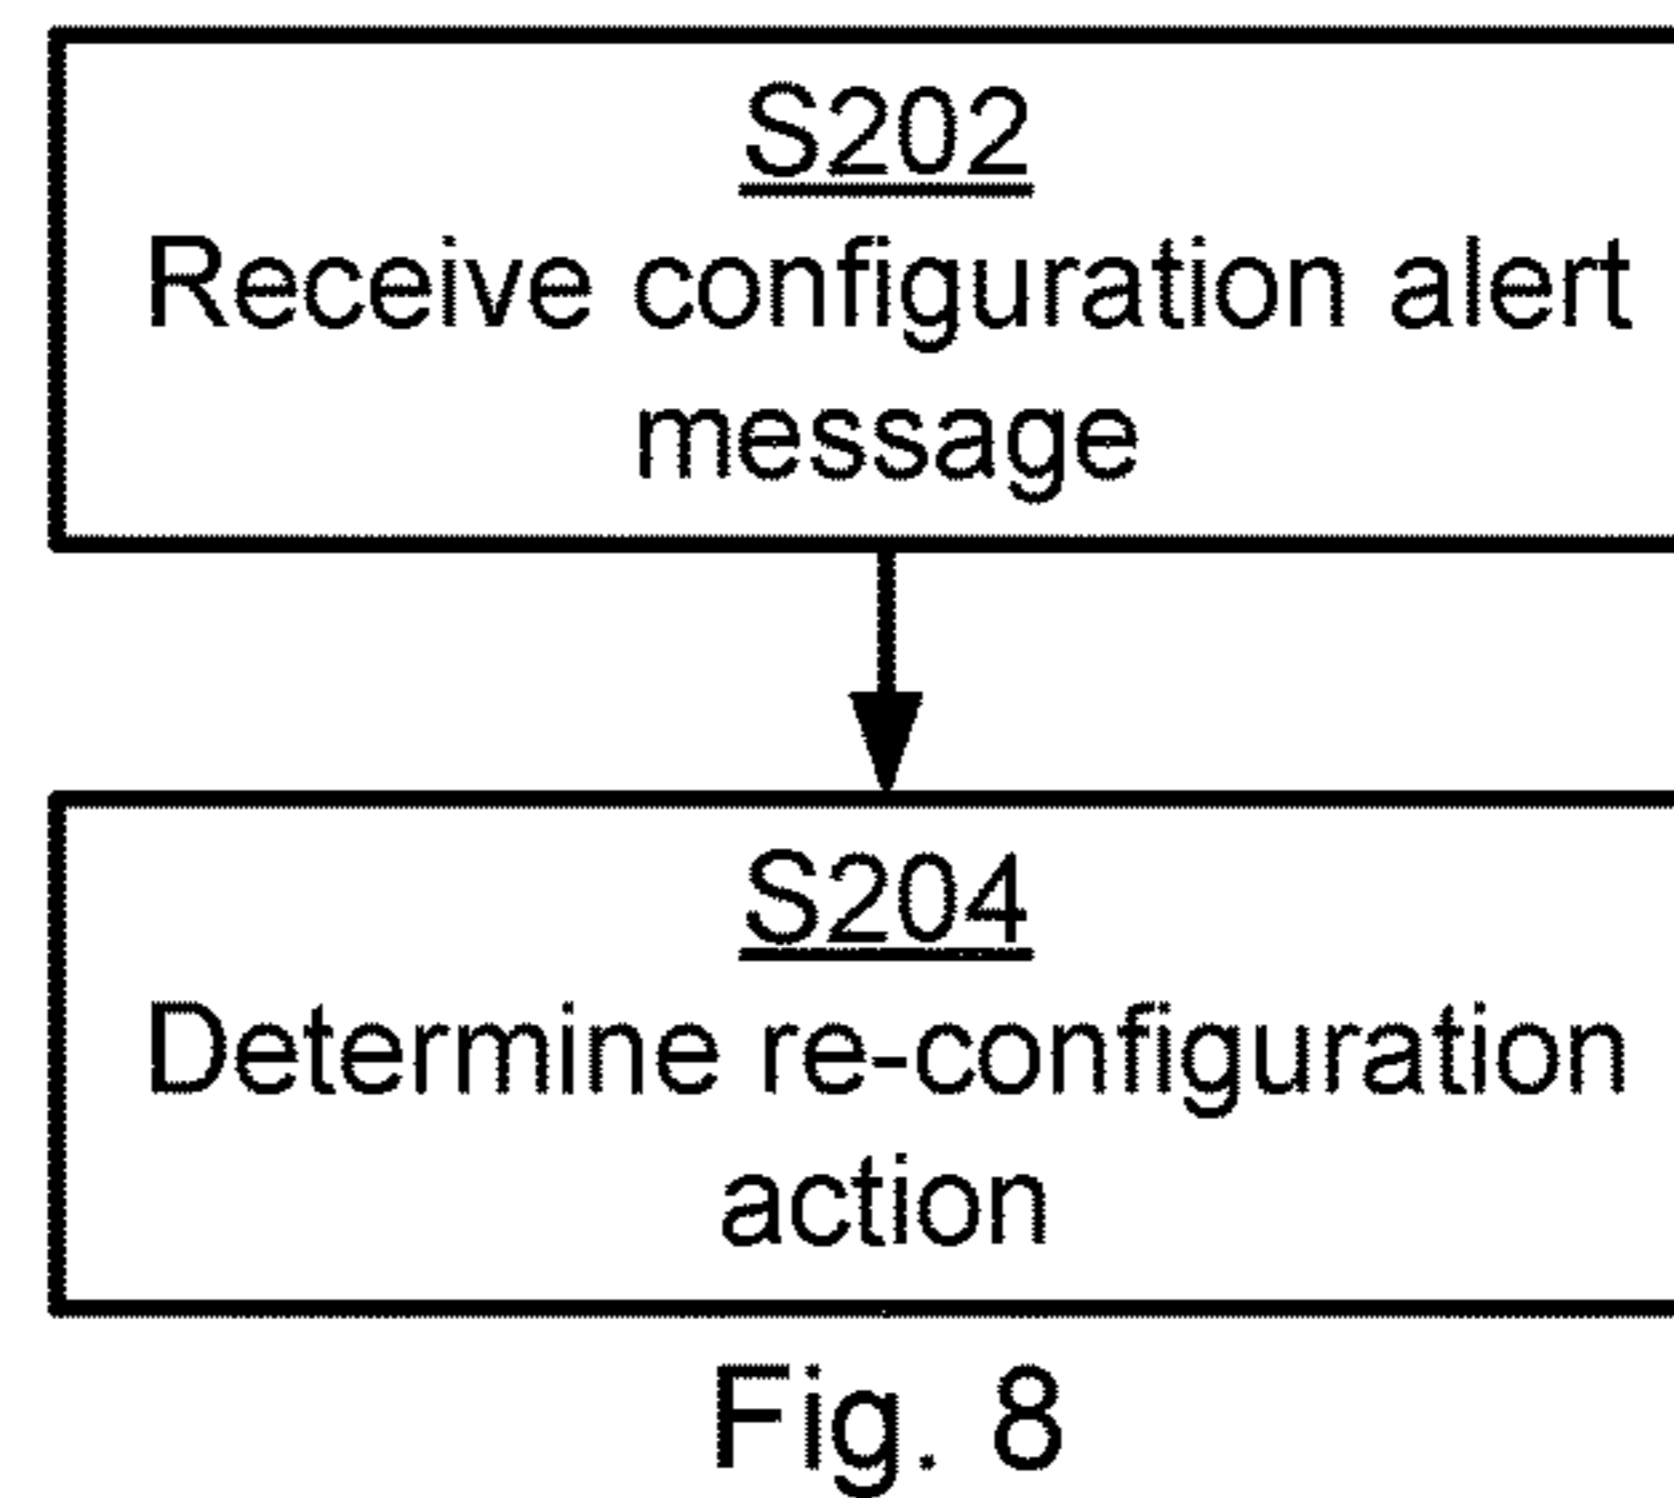 S202
Receive configuration alert
message
S204
Determine re-configuration
action
Fig. 8